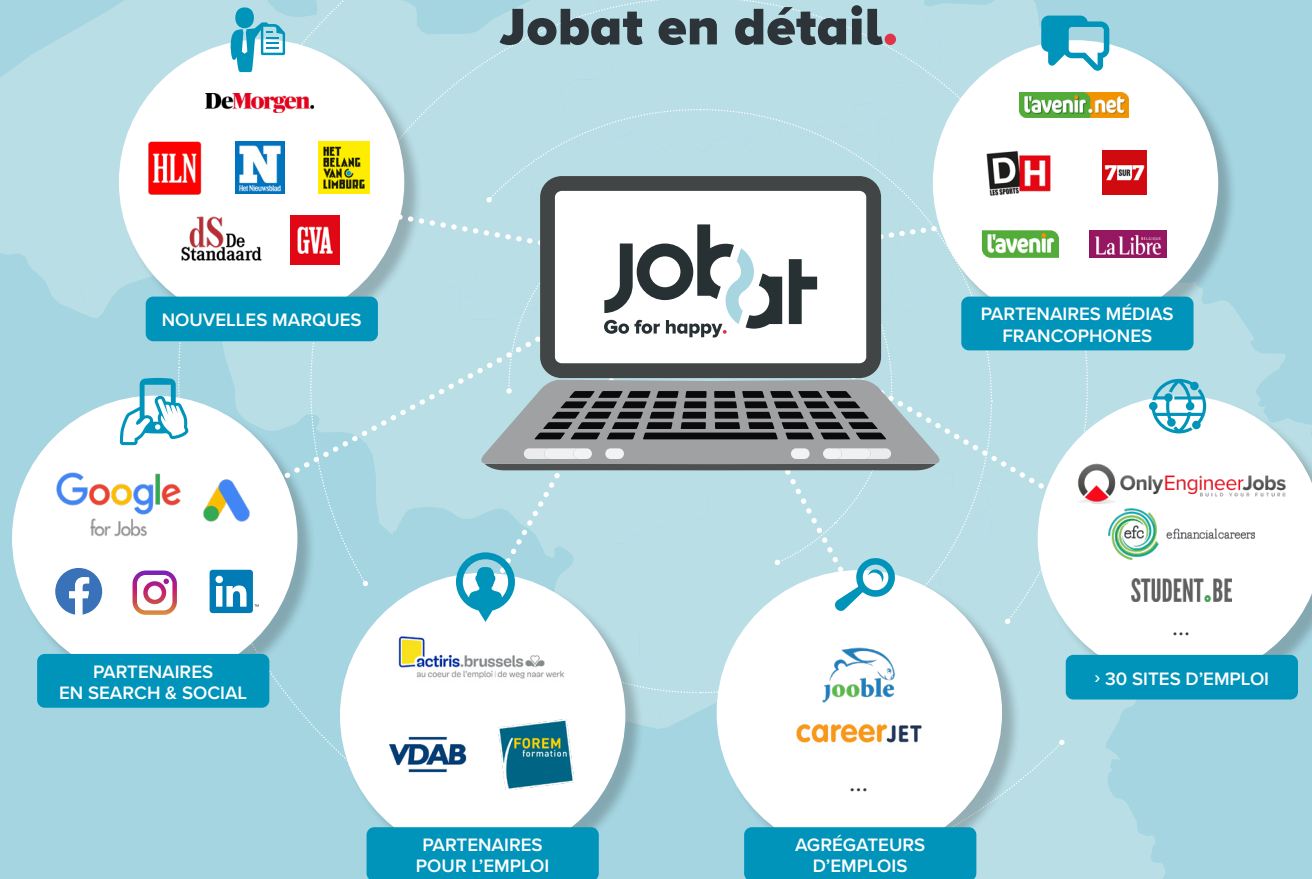 Jobat en détail.
DeMorgen.
HLN
N
Het Nieuwsblad
HET
BELANG
VAN
LIMBURG
dS De
Standaard
GVA
NOUVELLES MARQUES
l'avenir.net
DH
LES SPORTS
7SUR7
l'avenir
La Libre
BELGIQUE
PARTENAIRES MÉDIAS
FRANCOPHONES
jobat
Go for happy.
Google
for Jobs
f
in
PARTENAIRES
EN SEARCH & SOCIAL
actiris.brussels
au coeur de l'emploi | de weg naar werk
VDAB
FOREM
formation
PARTENAIRES
POUR L'EMPLOI
jooble
careerJET
...
AGRÉGATEURS
D'EMPLOIS
OnlyEngineerJobs
BUILD YOUR FUTURE
efc efinancialcareers
STUDENT.BE
...
> 30 SITES D'EMPLOI